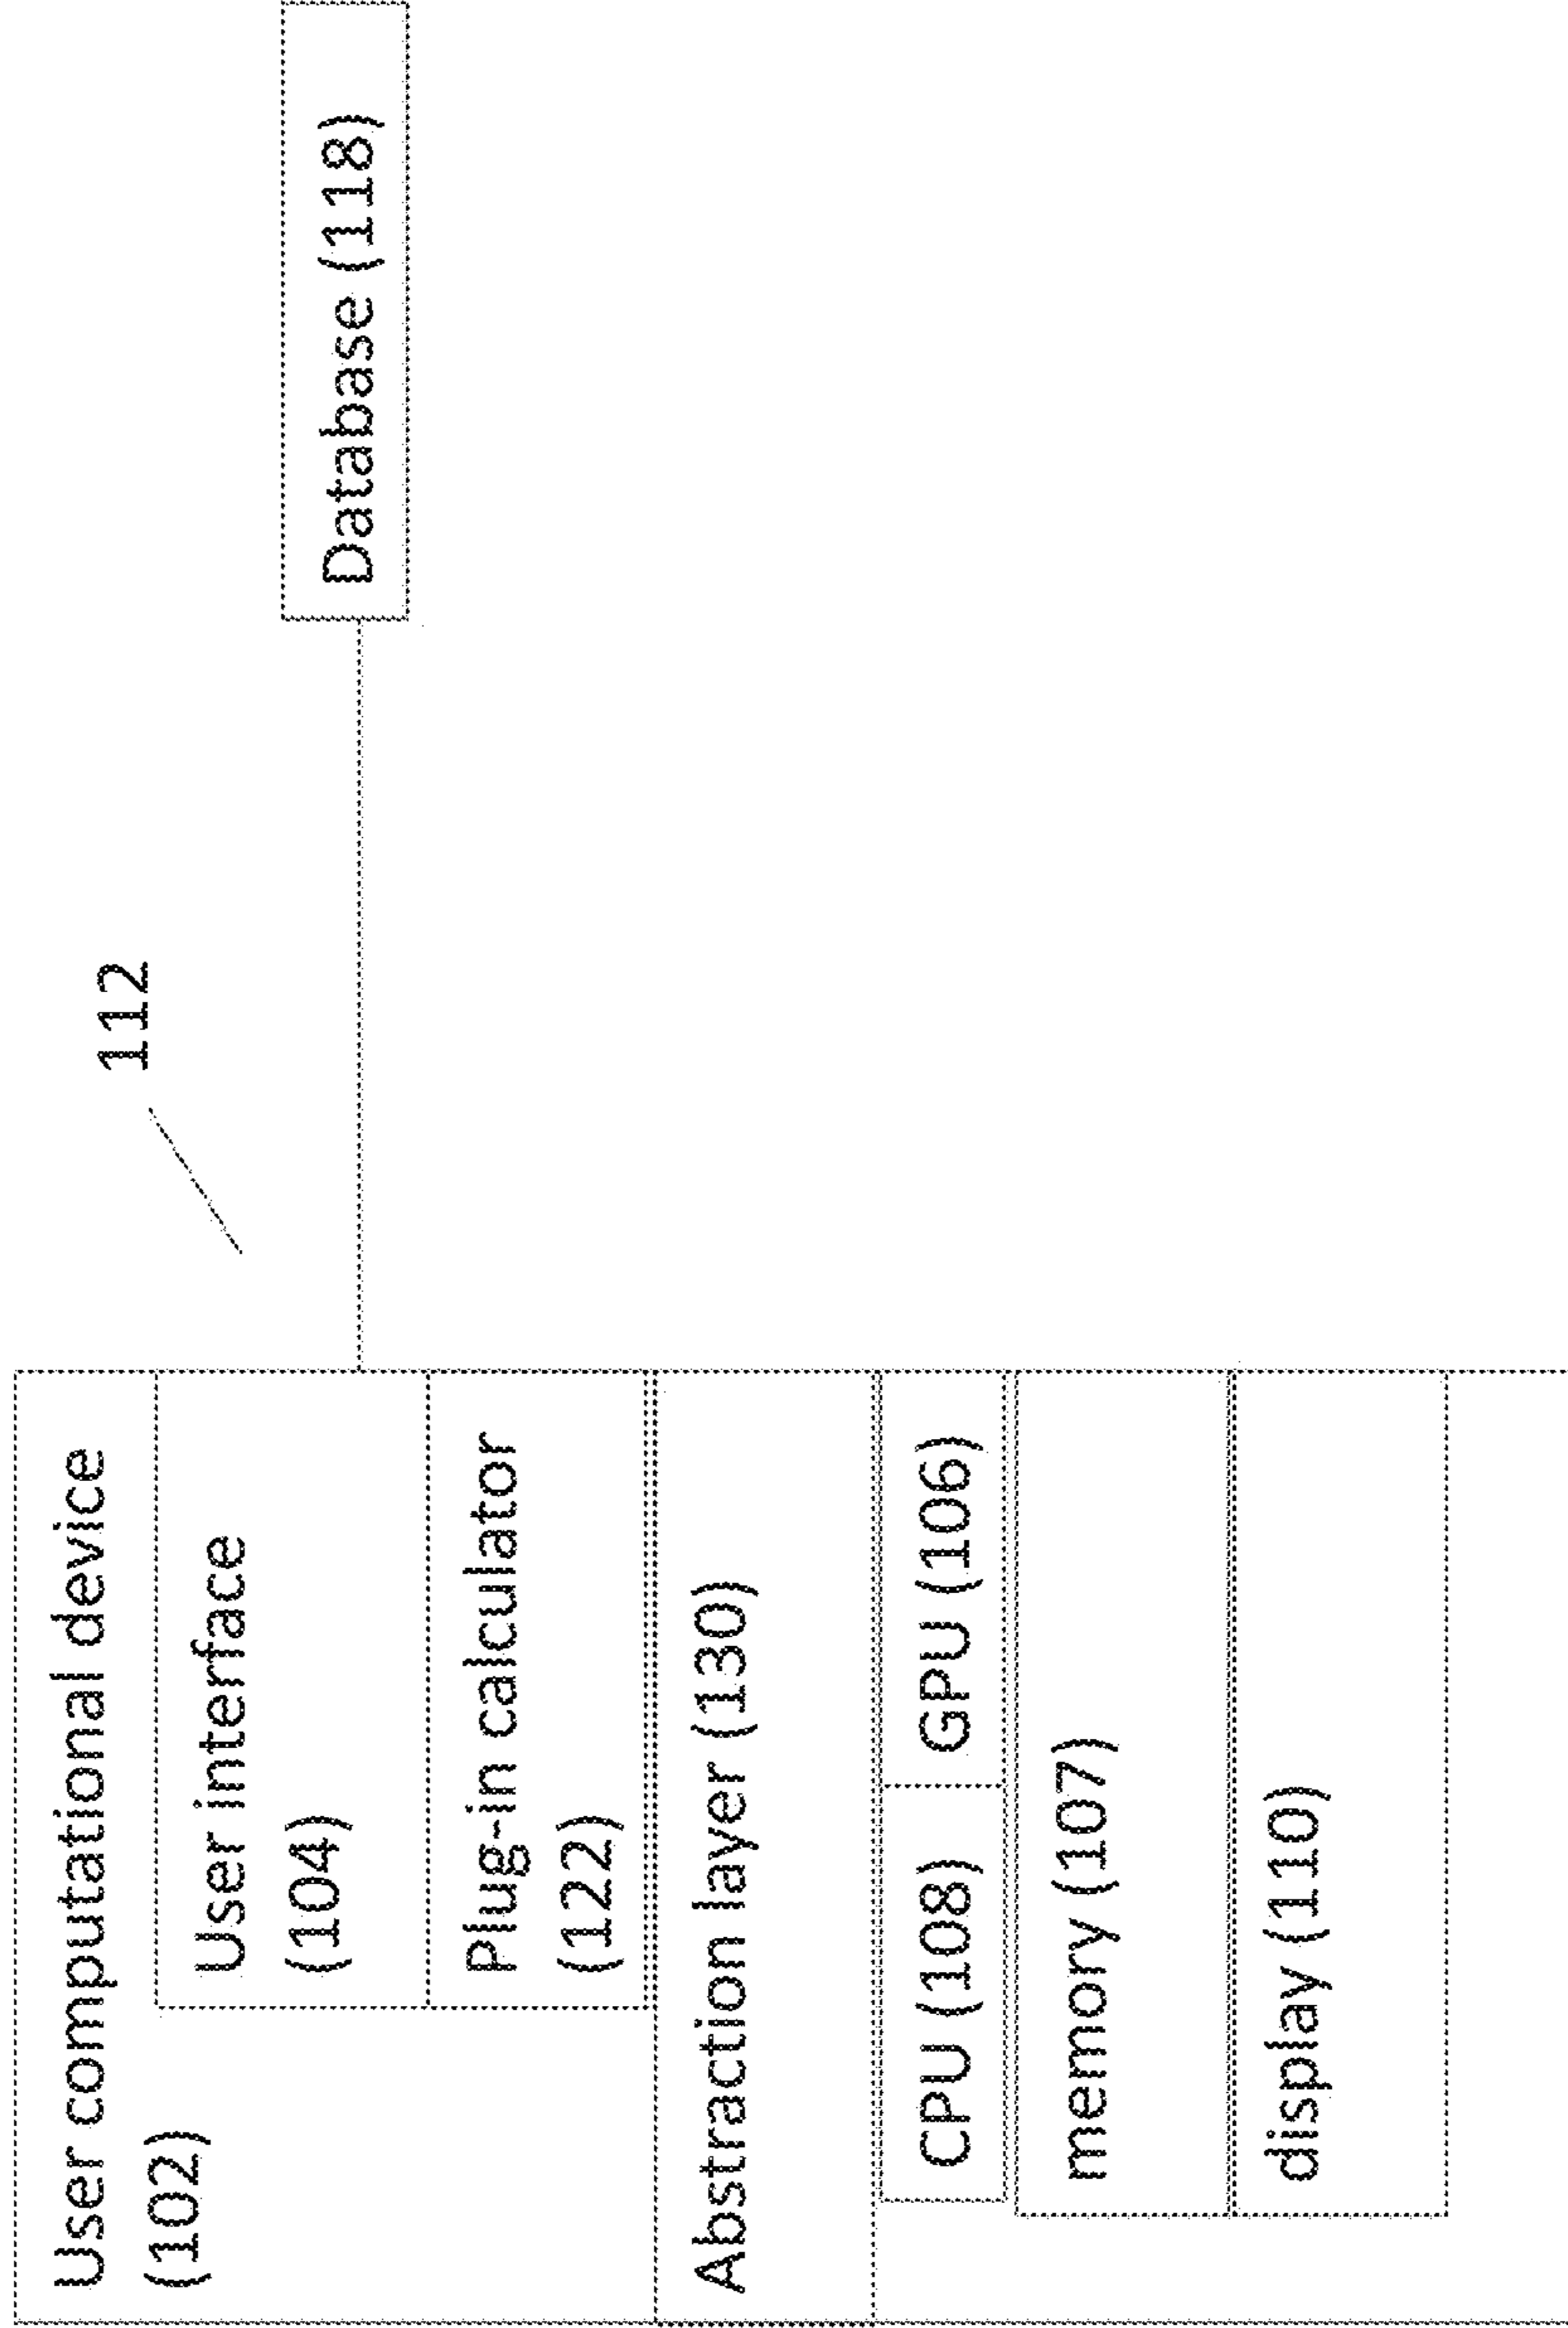 User computational device
(102)
User interface
(104)
Plug-in calculator
(122)
Abstraction layer (130)
CPU (108)
GPU (106)
memory (107)
display (110)
112
Database (118)